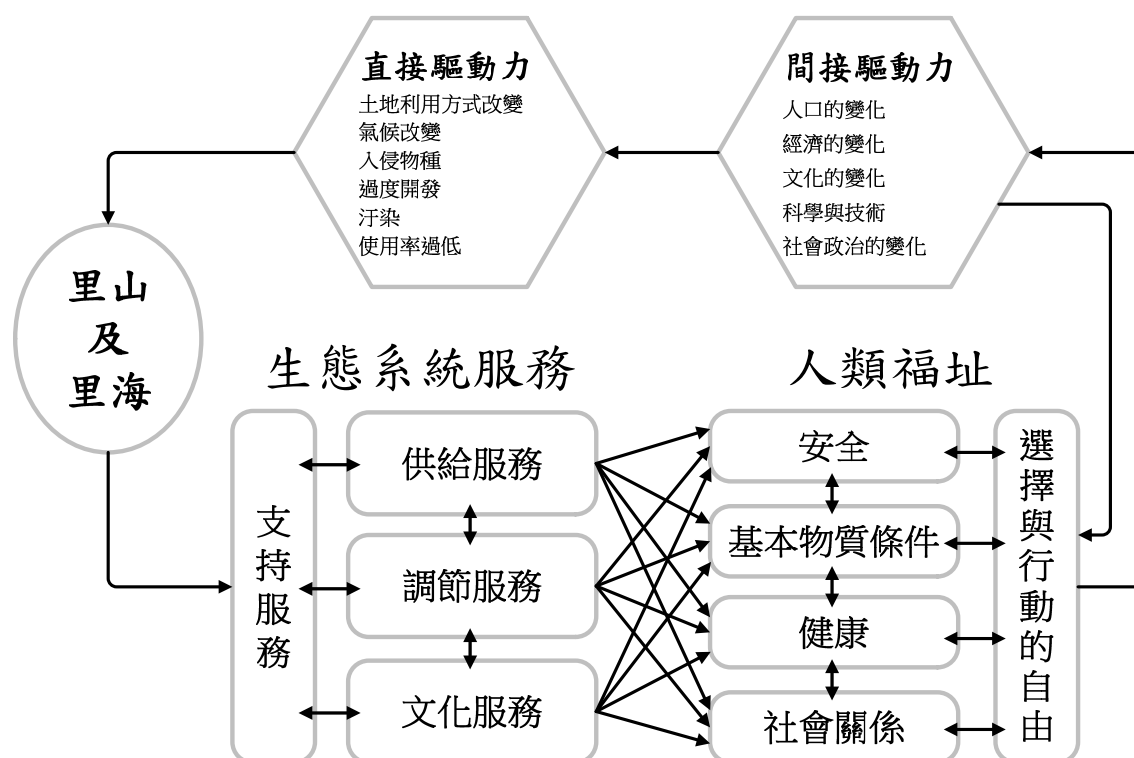 直接驅動力
土地利用方式改變
氣候改變
入侵物種
過度開發
汙染
使用率過低
間接驅動力
人口的變化
經濟的變化
文化的變化
科學與技術
社會政治的變化
里山
及
里海
生態系統服務
人類福址
支持服務
供給服務
調節服務
文化服務
安全
基本物質條件
健康
社會關係
選擇與行動的自由